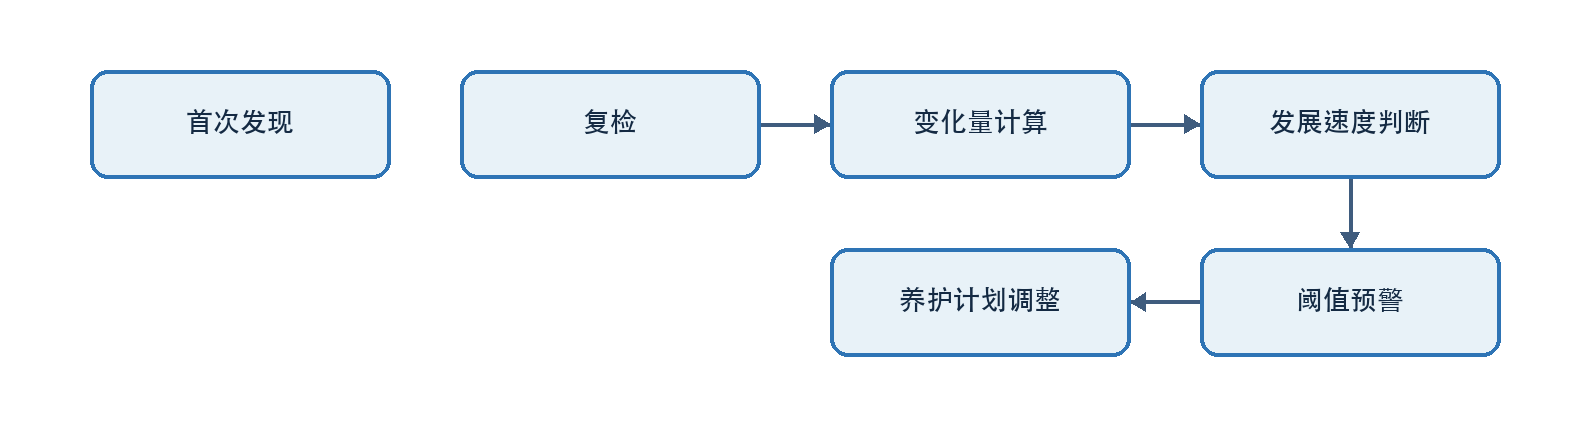 首次发现
复检
变化量计算
发展速度判断
养护计划调整
阈值预警